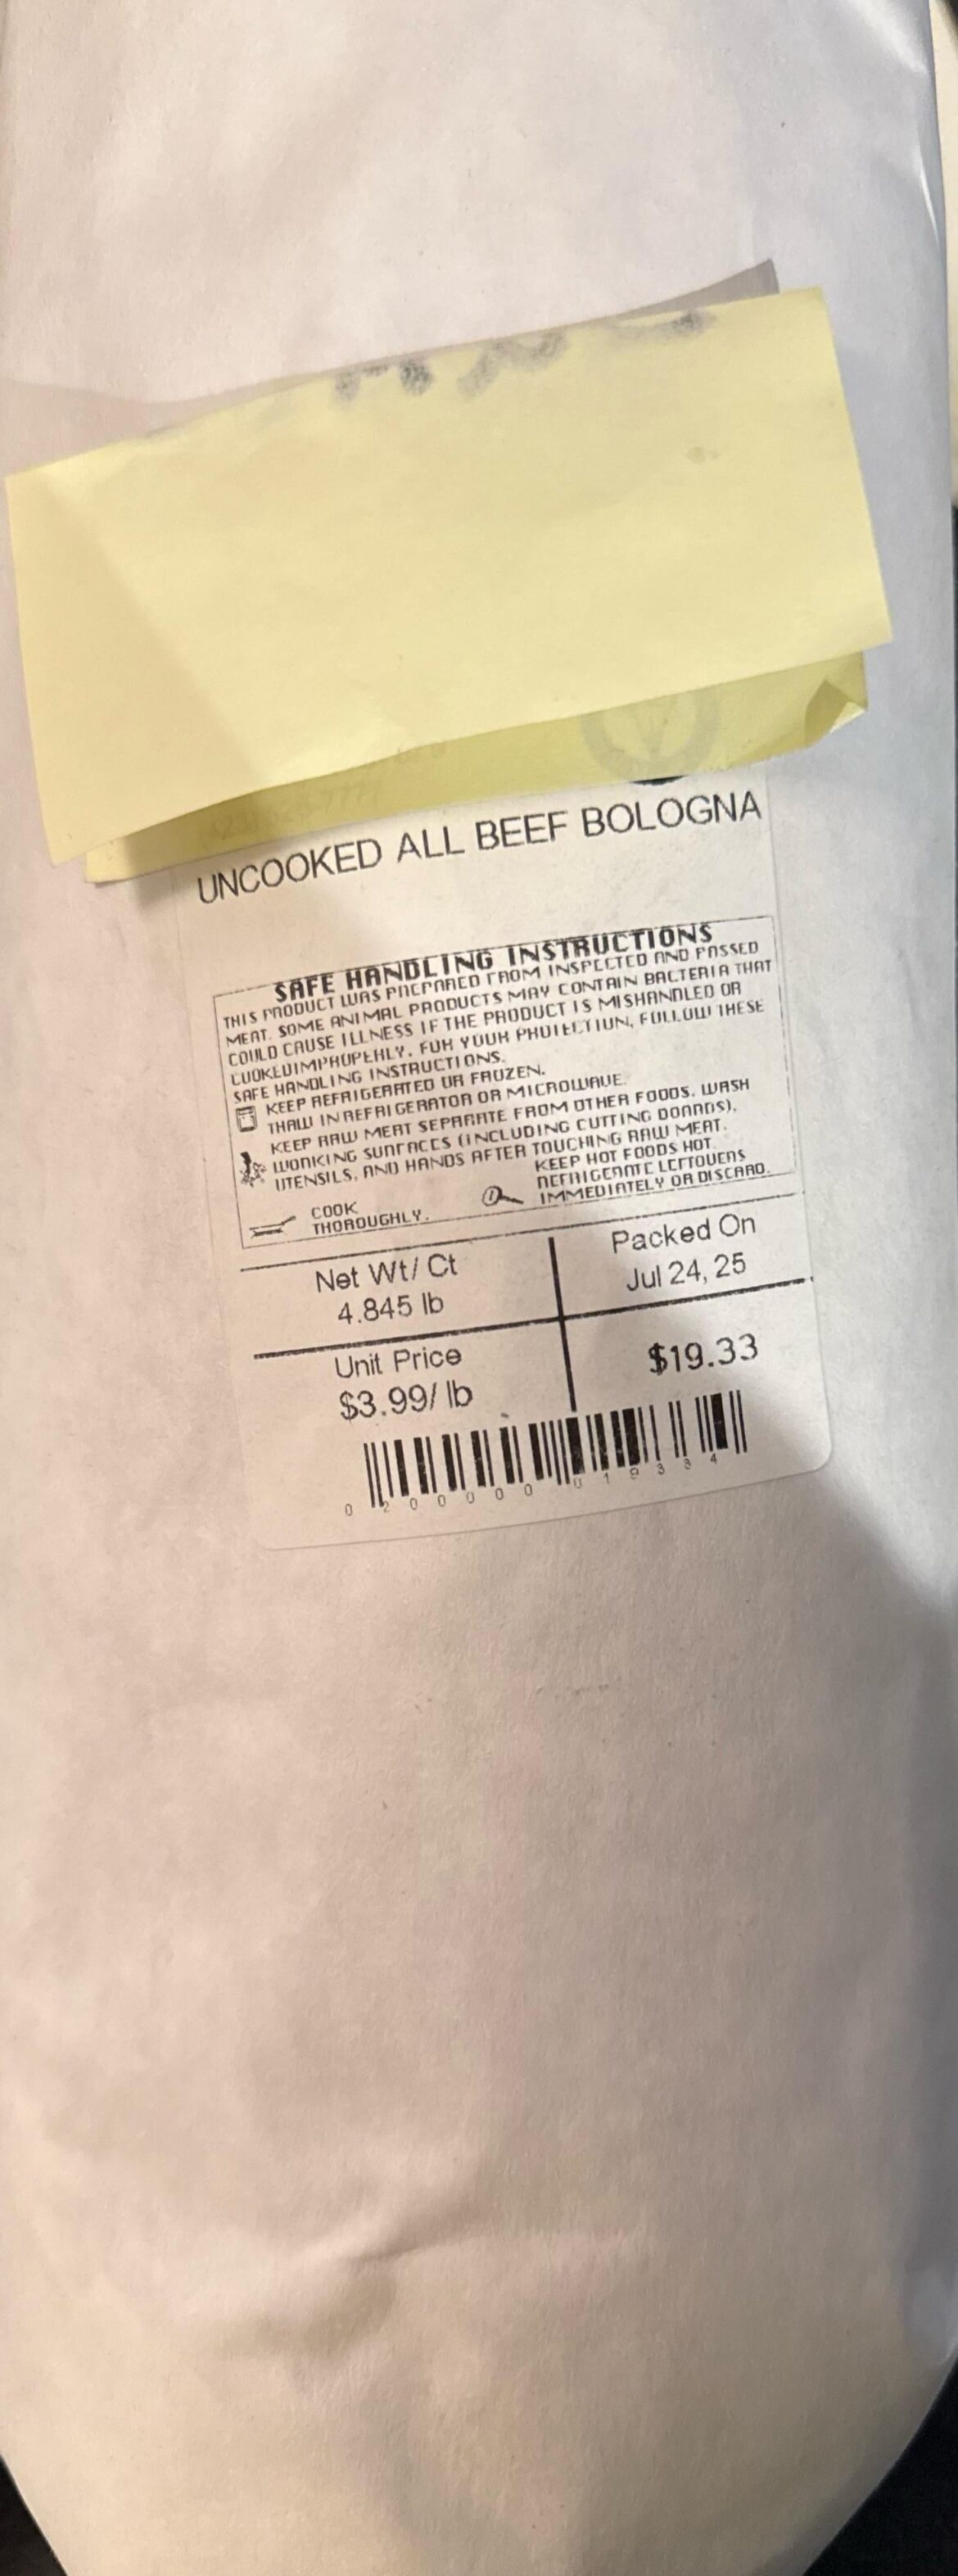 UNCOOKED ALL BEEF BOLOGNA
SAFE HANDLING INSTRUCTIONS
THIS PRODUCT WAS PREPARED FROM INSPECTED AND PASSED
MEAT. SOME ANIMAL PRODUCTS MAY CONTAIN BACTERIA THAT
COULD CAUSE ILLNESS IF THE PRODUCT IS MISHANDLED OR
COOKED IMPROPERLY. FOR YOUR PROTECTION, FOLLOW THESE
SAFE HANDLING INSTRUCTIONS.
KEEP REFRIGERATED OR FROZEN.
THAW IN REFRIGERATOR OR MICROWAVE.
KEEP RAW MEAT SEPARATE FROM OTHER FOODS. WASH
WORKING SURFACES (INCLUDING CUTTING BOARDS),
UTENSILS, AND HANDS AFTER TOUCHING RAW MEAT.
COOK
THOROUGHLY.
KEEP HOT FOODS HOT.
REFRIGERATE LEFTOVERS
IMMEDIATELY OR DISCARD.
Net Wt/ Ct
4.845 lb
Packed On
Jul 24, 25
Unit Price
$3.99/ lb
$19.33
0 200000 01933 4